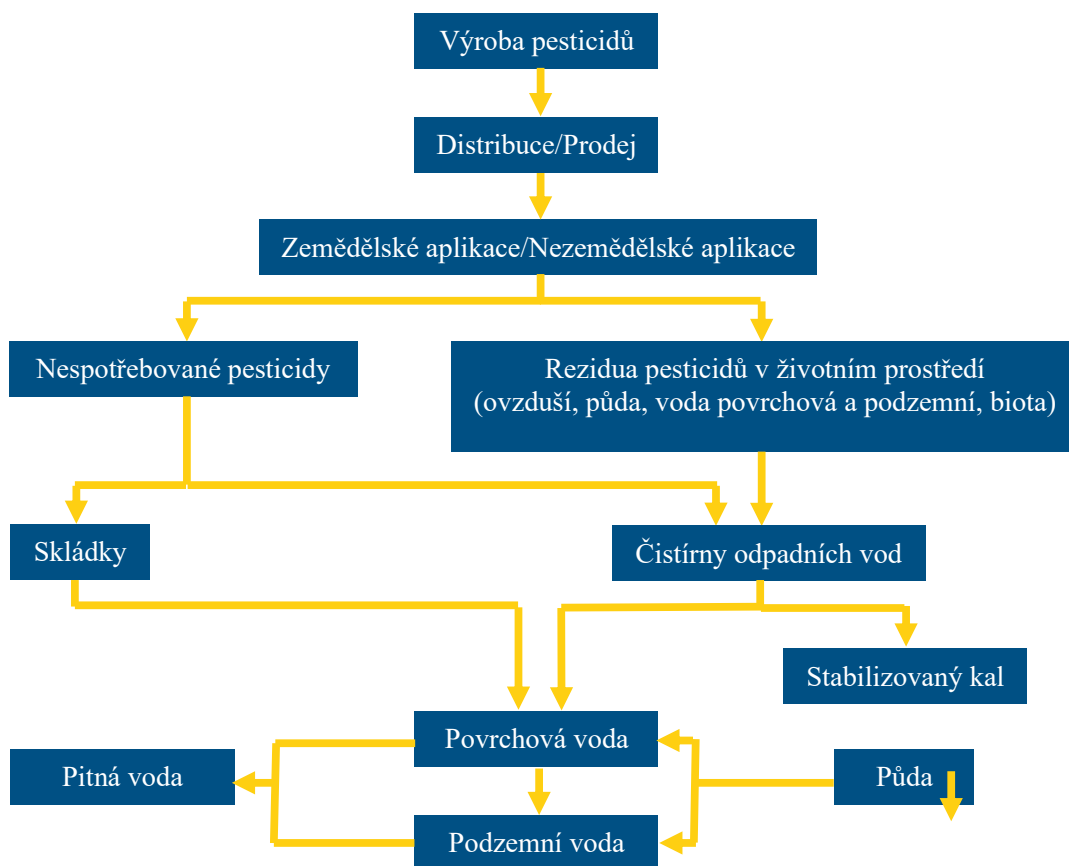 Výroba pesticidů
Distribuce/Prodej
Zemědělské aplikace/Nezemědělské aplikace
Nespotřebované pesticidy
Rezidua pesticidů v životním prostředí
(ovzduší, půda, voda povrchová a podzemní, biota)
Skládky
Čistírny odpadních vod
Stabilizovaný kal
Povrchová voda
Pitná voda
Půda
Podzemní voda